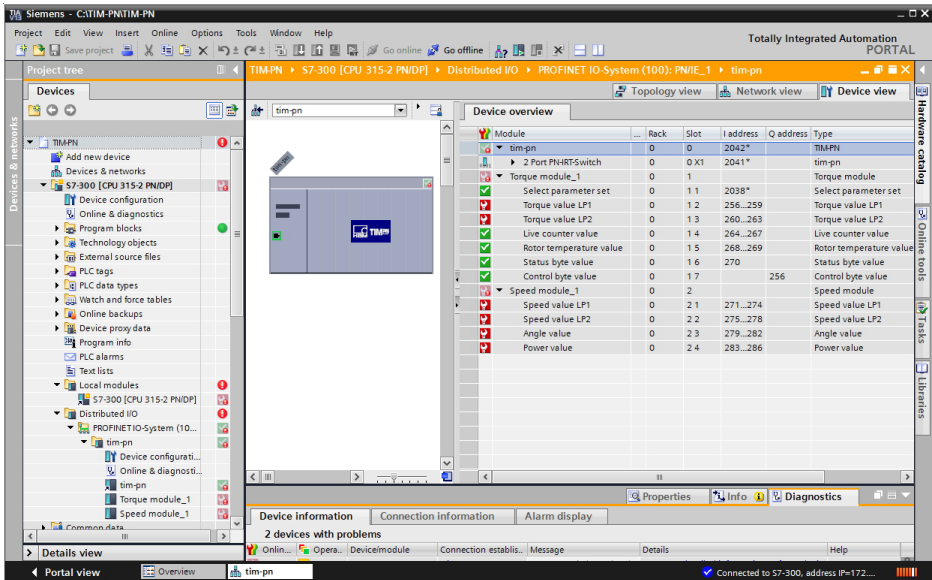 Siemens - C:\TIM-PN\TIM-PN
Project Edit View Insert Online Options Tools Window Help
Save project Go online Go offline
Totally Integrated Automation
PORTAL
Project tree
TIM-PN S7-300 [CPU 315-2 PN/DP] Distributed I/O PROFINET IO-System (100): PN/IE_1 tim-pn
Devices
Topology view Network view Device view
tim-pn
Device overview
Module ... Rack Slot I address Q address Type
tim-pn 0 0 2042* TIM-PN
2 Port PN-IRT-Switch 0 0 X1 2041* tim-pn
Torque module_1 0 1 Torque module
Select parameter set 0 1 1 2038* Select parameter set
Torque value LP1 0 1 2 256...259 Torque value LP1
Torque value LP2 0 1 3 260...263 Torque value LP2
Live counter value 0 1 4 264...267 Live counter value
Rotor temperature value 0 1 5 268...269 Rotor temperature value
Status byte value 0 1 6 270 Status byte value
Control byte value 0 1 7 256 Control byte value
Speed module_1 0 2 Speed module
Speed value LP1 0 2 1 271...274 Speed value LP1
Speed value LP2 0 2 2 275...278 Speed value LP2
Angle value 0 2 3 279...282 Angle value
Power value 0 2 4 283...286 Power value
TIM-PN
Add new device
Devices & networks
S7-300 [CPU 315-2 PN/DP]
Device configuration
Online & diagnostics
Program blocks
Technology objects
External source files
PLC tags
PLC data types
Watch and force tables
Online backups
Device proxy data
Program info
PLC alarms
Text lists
Local modules
S7-300 [CPU 315-2 PN/DP]
Distributed I/O
PROFINET IO-System (10...
tim-pn
Device configurati...
Online & diagnosti...
tim-pn
Torque module_1
Speed module_1
Common data
Details view
tim-pn
Devices & networks
Hardware catalog
Online tools
Tasks
Libraries
Properties Info Diagnostics
Device information Connection information Alarm display
2 devices with problems
Onlin... Opera.. Device/module Connection establis.. Message Details Help
Portal view Overview tim-pn
Connected to S7-300, address IP=172....